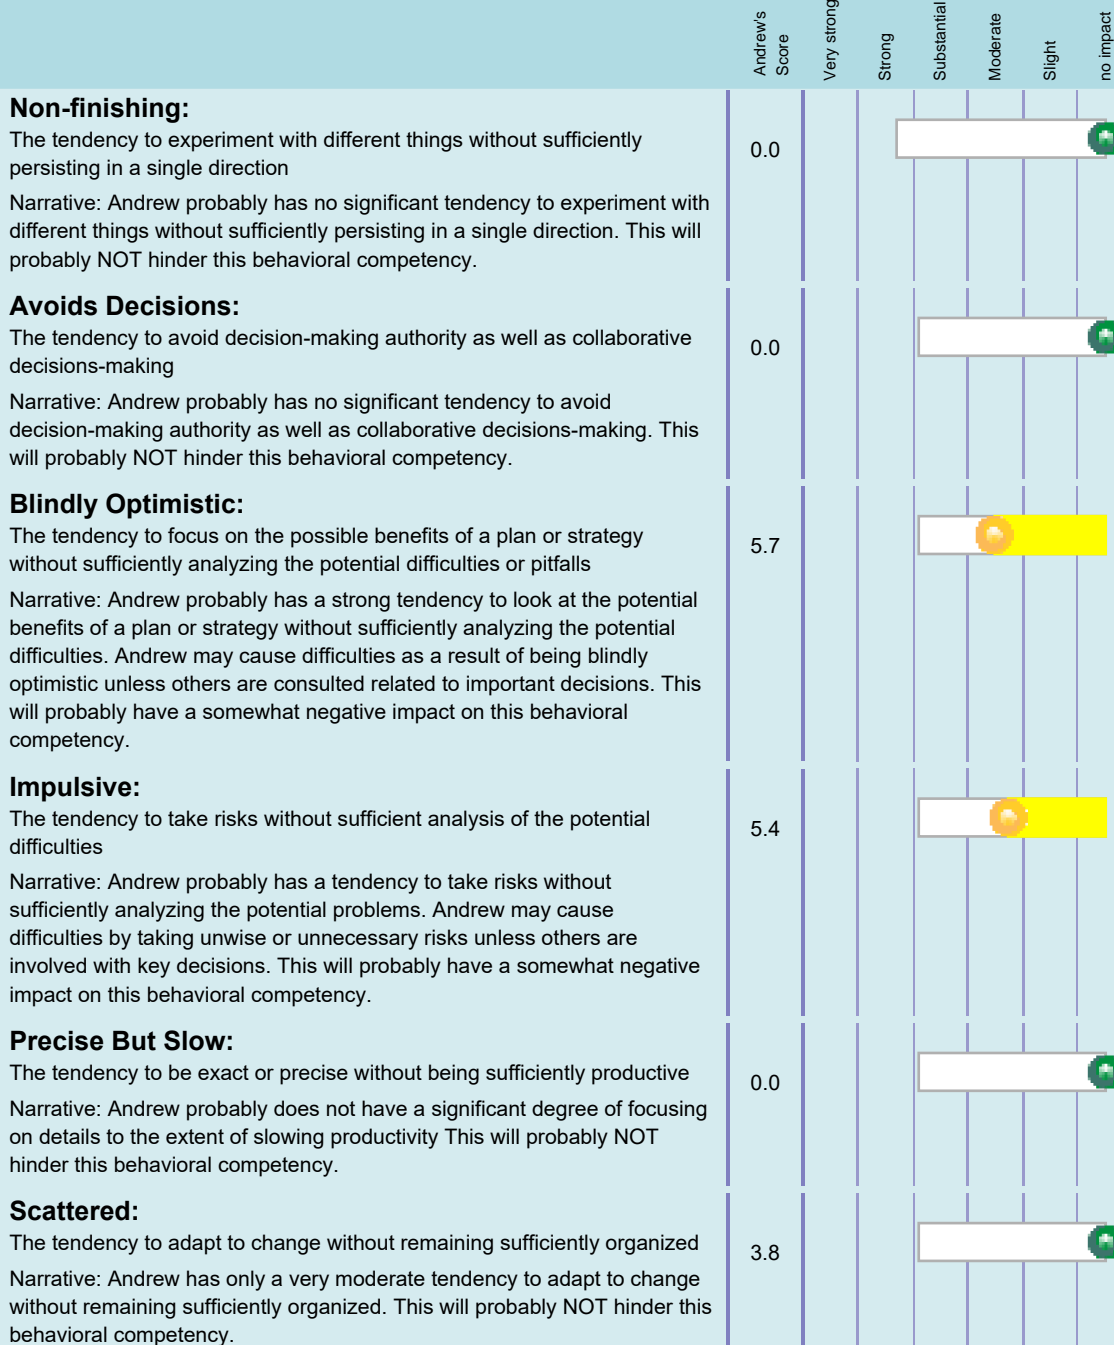 Andrew's
Score
Very strong
Strong
Substantial
Moderate
Slight
no impact
Non-finishing:
The tendency to experiment with different things without sufficiently
persisting in a single direction
0.0
Narrative: Andrew probably has no significant tendency to experiment with
different things without sufficiently persisting in a single direction. This will
probably NOT hinder this behavioral competency.
Avoids Decisions:
The tendency to avoid decision-making authority as well as collaborative
decisions-making
0.0
Narrative: Andrew probably has no significant tendency to avoid
decision-making authority as well as collaborative decisions-making. This
will probably NOT hinder this behavioral competency.
Blindly Optimistic:
The tendency to focus on the possible benefits of a plan or strategy
without sufficiently analyzing the potential difficulties or pitfalls
5.7
Narrative: Andrew probably has a strong tendency to look at the potential
benefits of a plan or strategy without sufficiently analyzing the potential
difficulties. Andrew may cause difficulties as a result of being blindly
optimistic unless others are consulted related to important decisions. This
will probably have a somewhat negative impact on this behavioral
competency.
Impulsive:
The tendency to take risks without sufficient analysis of the potential
difficulties
5.4
Narrative: Andrew probably has a tendency to take risks without
sufficiently analyzing the potential problems. Andrew may cause
difficulties by taking unwise or unnecessary risks unless others are
involved with key decisions. This will probably have a somewhat negative
impact on this behavioral competency.
Precise But Slow:
The tendency to be exact or precise without being sufficiently productive
0.0
Narrative: Andrew probably does not have a significant degree of focusing
on details to the extent of slowing productivity This will probably NOT
hinder this behavioral competency.
Scattered:
The tendency to adapt to change without remaining sufficiently organized
3.8
Narrative: Andrew has only a very moderate tendency to adapt to change
without remaining sufficiently organized. This will probably NOT hinder this
behavioral competency.